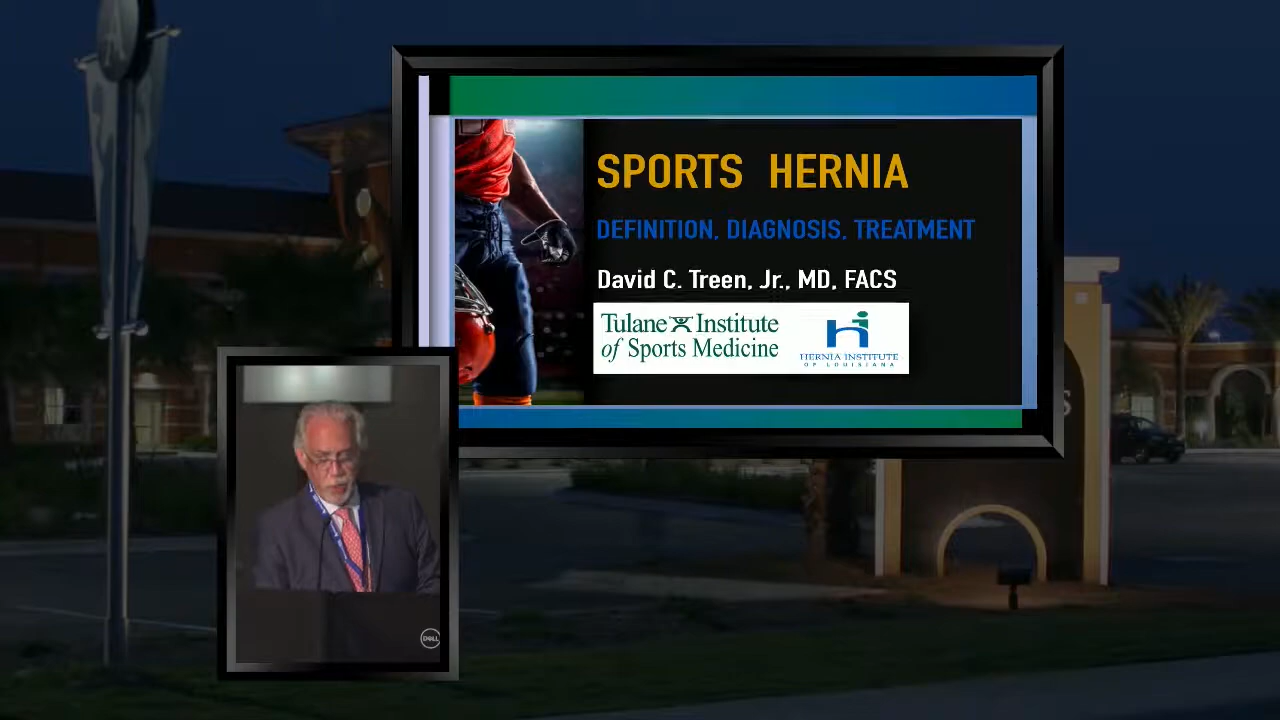 SPORTS HERNIA
DEFINITION, DIAGNOSIS, TREATMENT
David C. Treen, Jr., MD, FACS
Tulane Institute
of Sports Medicine
HERNIA INSTITUTE
OF LOUISIANA
DELL